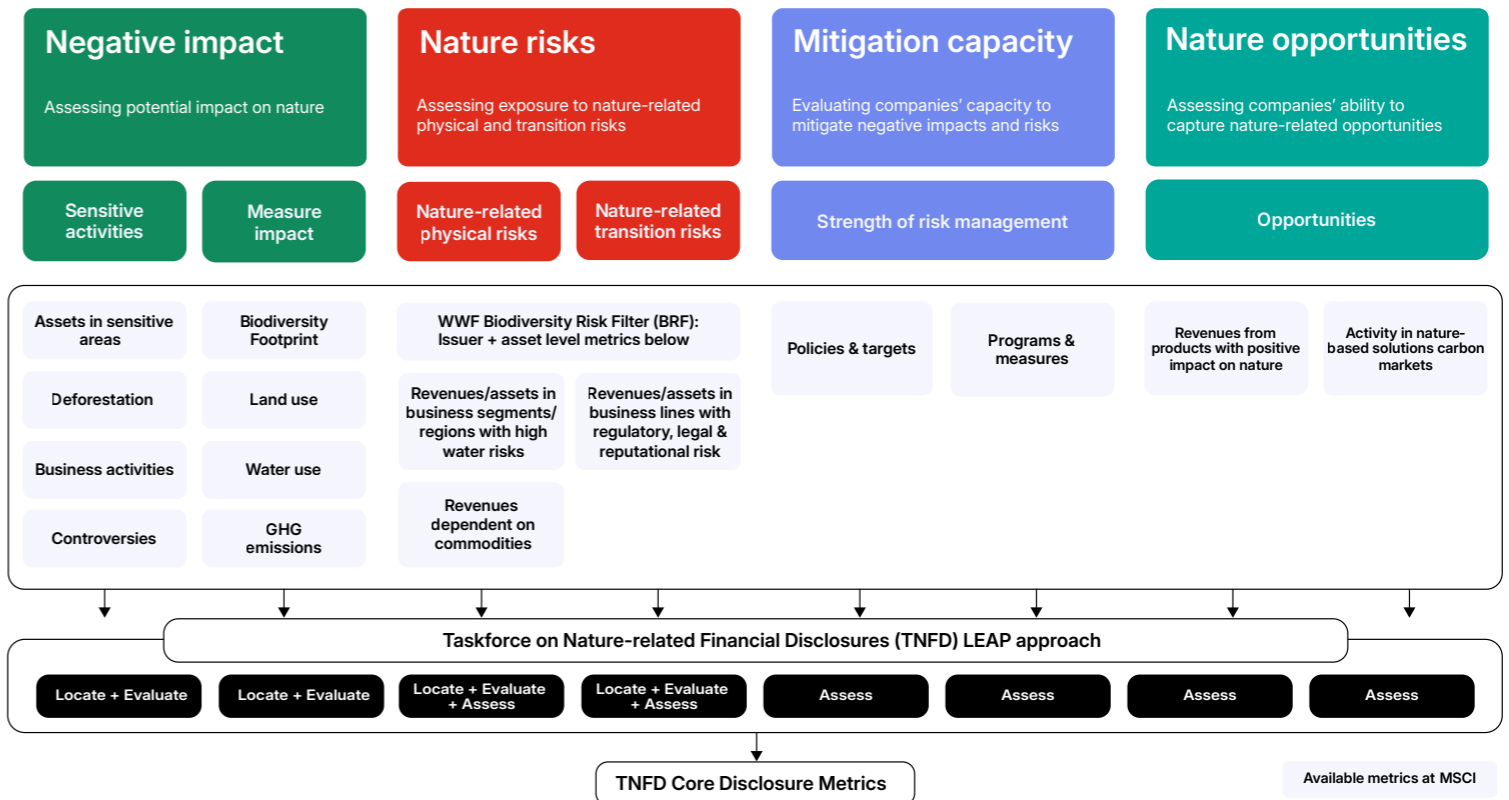 Negative impact
Assessing potential impact on nature
Nature risks
Assessing exposure to nature-related
physical and transition risks
Mitigation capacity
Evaluating companies’ capacity to
mitigate negative impacts and risks
Nature opportunities
Assessing companies’ ability to
capture nature-related opportunities
Sensitive
activities
Measure
impact
Nature-related
physical risks
Nature-related
transition risks
Strength of risk management
Opportunities
Assets in sensitive
areas
Deforestation
Business activities
Controversies
Biodiversity
Footprint
Land use
Water use
GHG
emissions
WWF Biodiversity Risk Filter (BRF):
Issuer + asset level metrics below
Revenues/assets in
business segments/
regions with high
water risks
Revenues
dependent on
commodities
Revenues/assets in
business lines with
regulatory, legal &
reputational risk
Policies & targets
Programs &
measures
Revenues from
products with positive
impact on nature
Activity in nature-
based solutions carbon
markets
Taskforce on Nature-related Financial Disclosures (TNFD) LEAP approach
Locate + Evaluate
Locate + Evaluate
Locate + Evaluate
+ Assess
Locate + Evaluate
+ Assess
Assess
Assess
Assess
Assess
TNFD Core Disclosure Metrics
Available metrics at MSCI